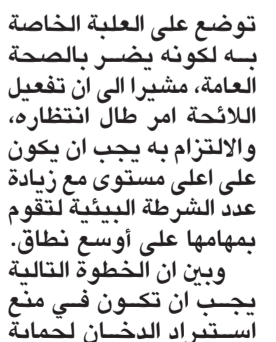 توضع على العلبة الخاصة
به لكونه يضر بالصحة
العامة، مشيرا الى ان تفعيل
اللائحة امر طال انتظاره،
والالتزام به يجب ان يكون
على اعلى مستوى مع زيادة
عدد الشرطة البيئية لتقوم
بمهامها على أوسع نطاق.
وبين ان الخطوة التالية
يجب ان تكون في منع
استيراد الدخان لحماية